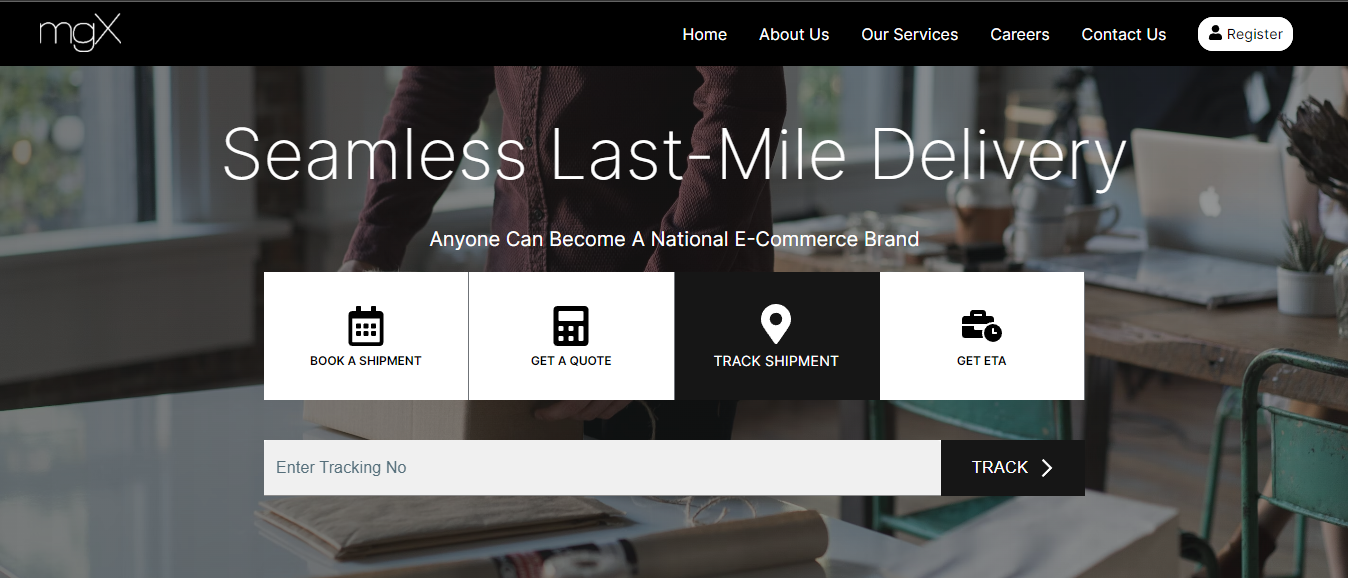 mgX
Home About Us Our Services Careers Contact Us Register
Seamless Last-Mile Delivery
Anyone Can Become A National E-Commerce Brand
BOOK A SHIPMENT GET A QUOTE TRACK SHIPMENT GET ETA
Enter Tracking No TRACK